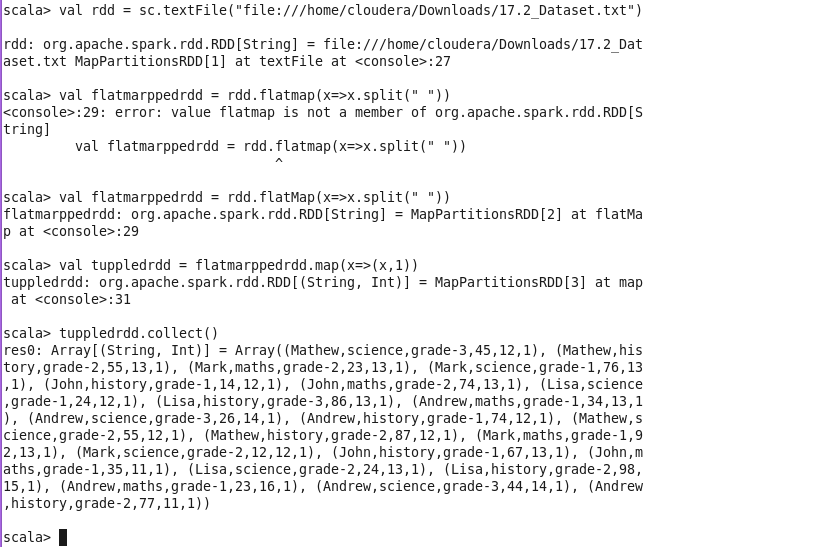 scala> val rdd = sc.textFile("file:///home/cloudera/Downloads/17.2_Dataset.txt")
rdd: org.apache.spark.rdd.RDD[String] = file:///home/cloudera/Downloads/17.2_Dat
aset.txt MapPartitionsRDD[1] at textFile at <console>:27
scala> val flatmarppedrdd = rdd.flatmap(x=>x.split(" "))
<console>:29: error: value flatmap is not a member of org.apache.spark.rdd.RDD[S
tring]
         val flatmarppedrdd = rdd.flatmap(x=>x.split(" "))
                                  ^
scala> val flatmarppedrdd = rdd.flatMap(x=>x.split(" "))
flatmarppedrdd: org.apache.spark.rdd.RDD[String] = MapPartitionsRDD[2] at flatMa
p at <console>:29
scala> val tuppledrdd = flatmarppedrdd.map(x=>(x,1))
tuppledrdd: org.apache.spark.rdd.RDD[(String, Int)] = MapPartitionsRDD[3] at map
 at <console>:31
scala> tuppledrdd.collect()
res0: Array[(String, Int)] = Array((Mathew,science,grade-3,45,12,1), (Mathew,his
tory,grade-2,55,13,1), (Mark,maths,grade-2,23,13,1), (Mark,science,grade-1,76,13
,1), (John,history,grade-1,14,12,1), (John,maths,grade-2,74,13,1), (Lisa,science
,grade-1,24,12,1), (Lisa,history,grade-3,86,13,1), (Andrew,maths,grade-1,34,13,1
), (Andrew,science,grade-3,26,14,1), (Andrew,history,grade-1,74,12,1), (Mathew,s
cience,grade-2,55,12,1), (Mathew,history,grade-2,87,12,1), (Mark,maths,grade-1,9
2,13,1), (Mark,science,grade-2,12,12,1), (John,history,grade-1,67,13,1), (John,m
aths,grade-1,35,11,1), (Lisa,science,grade-2,24,13,1), (Lisa,history,grade-2,98,
15,1), (Andrew,maths,grade-1,23,16,1), (Andrew,science,grade-3,44,14,1), (Andrew
,history,grade-2,77,11,1))
scala>